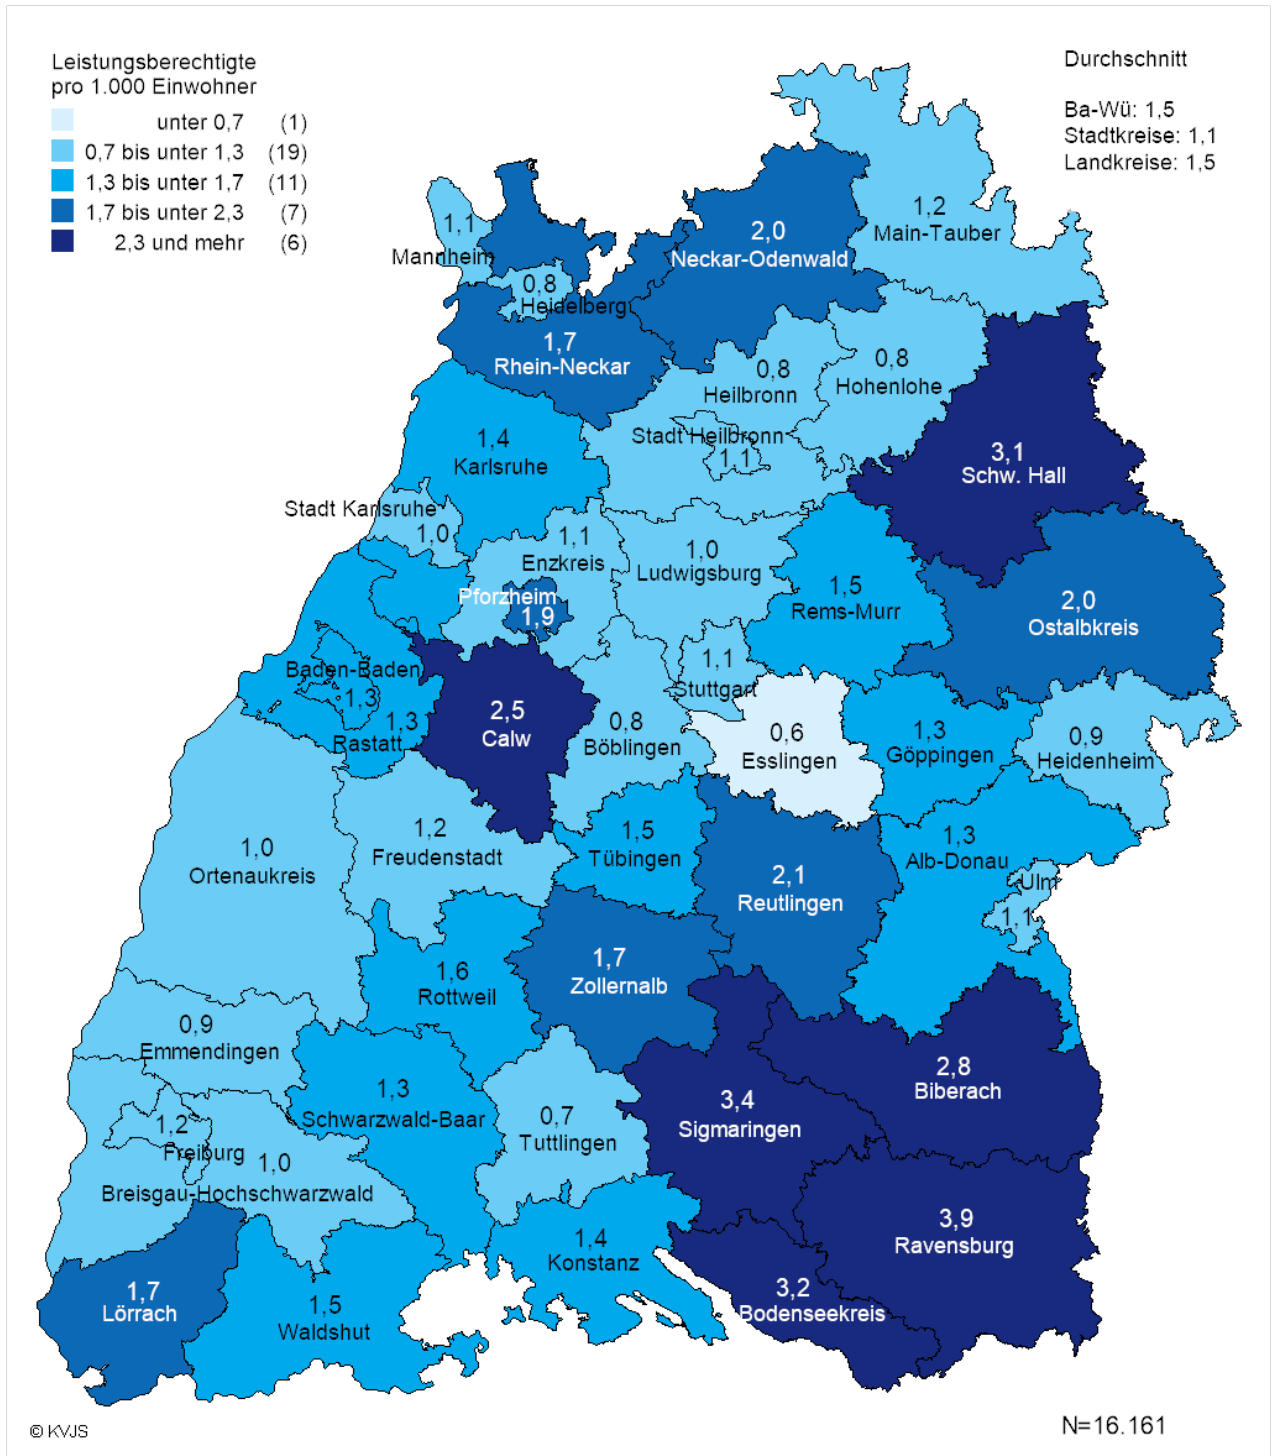 Leistungsberechtigte
pro 1.000 Einwohner
unter 0,7 (1)
0,7 bis unter 1,3 (19)
1,3 bis unter 1,7 (11)
1,7 bis unter 2,3 (7)
2,3 und mehr (6)
Durchschnitt
Ba-Wü: 1,5
Stadtkreise: 1,1
Landkreise: 1,5
1,2
Main-Tauber
1,1
Mannheim
2,0
Neckar-Odenwald
0,8
Heidelberg
1,7
Rhein-Neckar
0,8
Heilbronn
0,8
Hohenlohe
Stadt Heilbronn
1,1
1,4
Karlsruhe
3,1
Schw. Hall
Stadt Karlsruhe
1,0
1,1
Enzkreis
1,0
Ludwigsburg
1,5
Rems-Murr
Pforzheim
1,9
2,0
Ostalbkreis
Baden-Baden
1,3
1,3
Rastatt
2,5
Calw
1,1
Stuttgart
0,8
Böblingen
0,6
Esslingen
1,3
Göppingen
0,9
Heidenheim
1,0
Ortenaukreis
1,2
Freudenstadt
1,5
Tübingen
1,3
Alb-Donau
2,1
Reutlingen
Ulm
1,1
1,6
Rottweil
1,7
Zollernalb
0,9
Emmendingen
1,3
Schwarzwald-Baar
2,8
Biberach
3,4
Sigmaringen
0,7
Tuttlingen
1,2
Freiburg
1,0
Breisgau-Hochschwarzwald
3,9
Ravensburg
1,4
Konstanz
1,7
Lörrach
1,5
Waldshut
3,2
Bodenseekreis
© KVJS
N=16.161